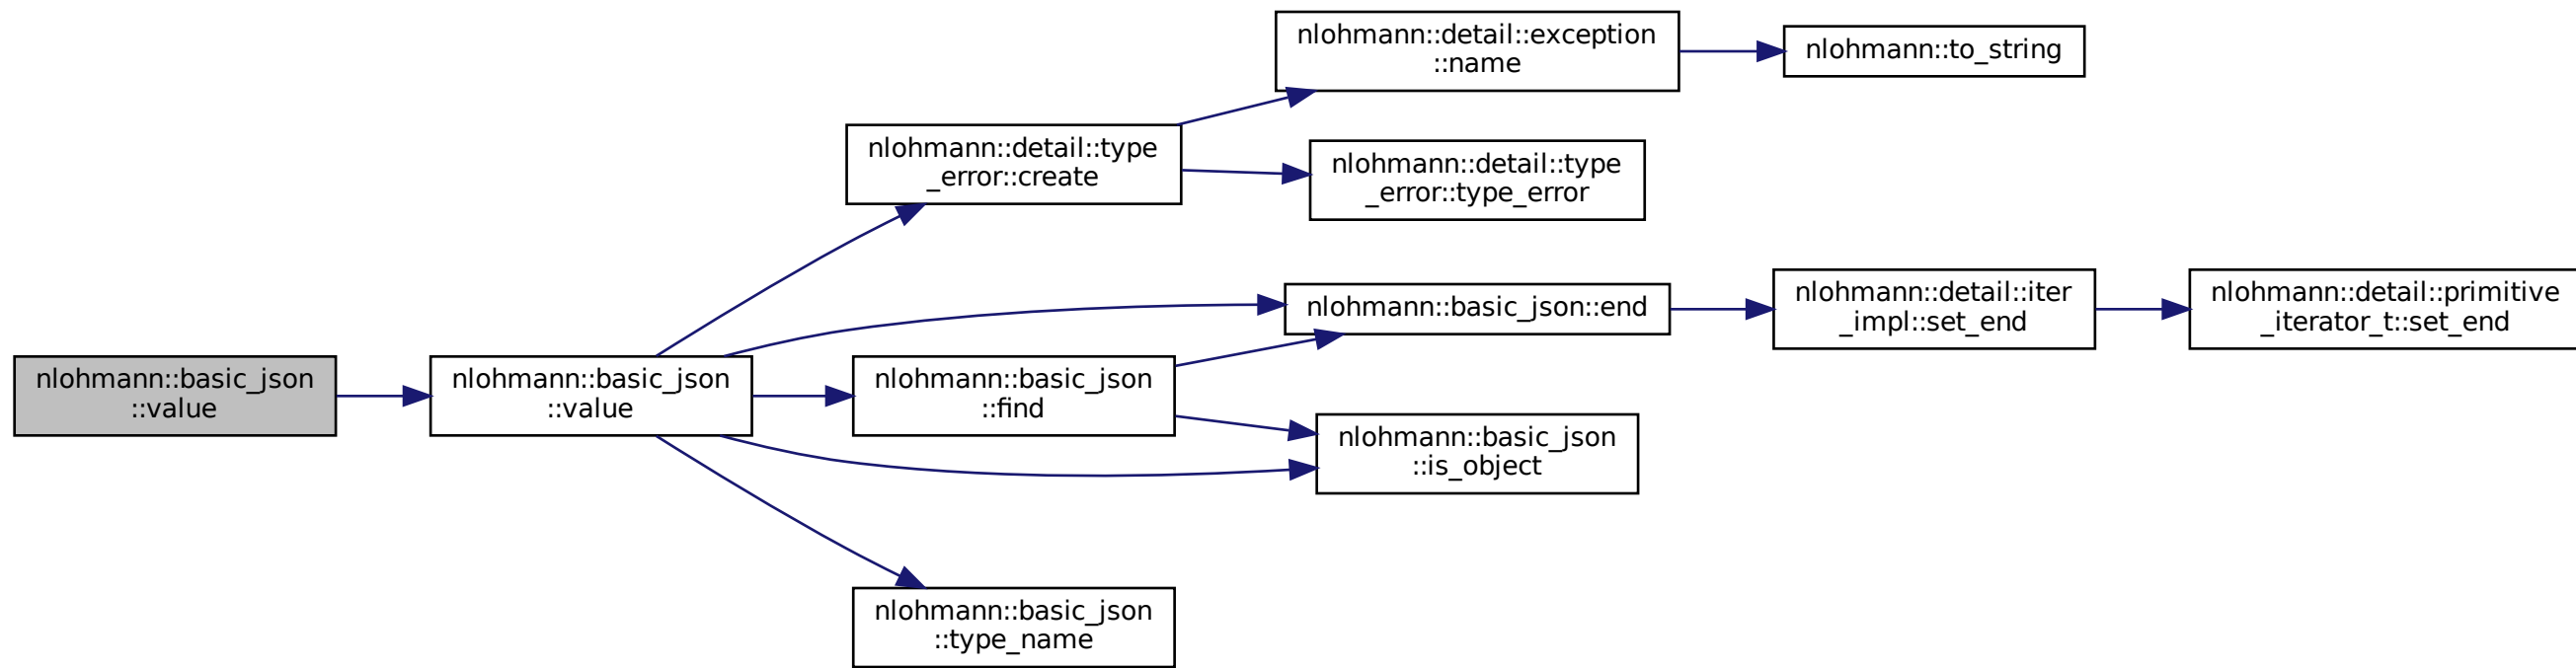 nlohmann::basic_json
::value
nlohmann::basic_json
::value
nlohmann::detail::type
_error::create
nlohmann::detail::exception
::name
nlohmann::to_string
nlohmann::detail::type
_error::type_error
nlohmann::basic_json::end
nlohmann::detail::iter
_impl::set_end
nlohmann::detail::primitive
_iterator_t::set_end
nlohmann::basic_json
::find
nlohmann::basic_json
::is_object
nlohmann::basic_json
::type_name